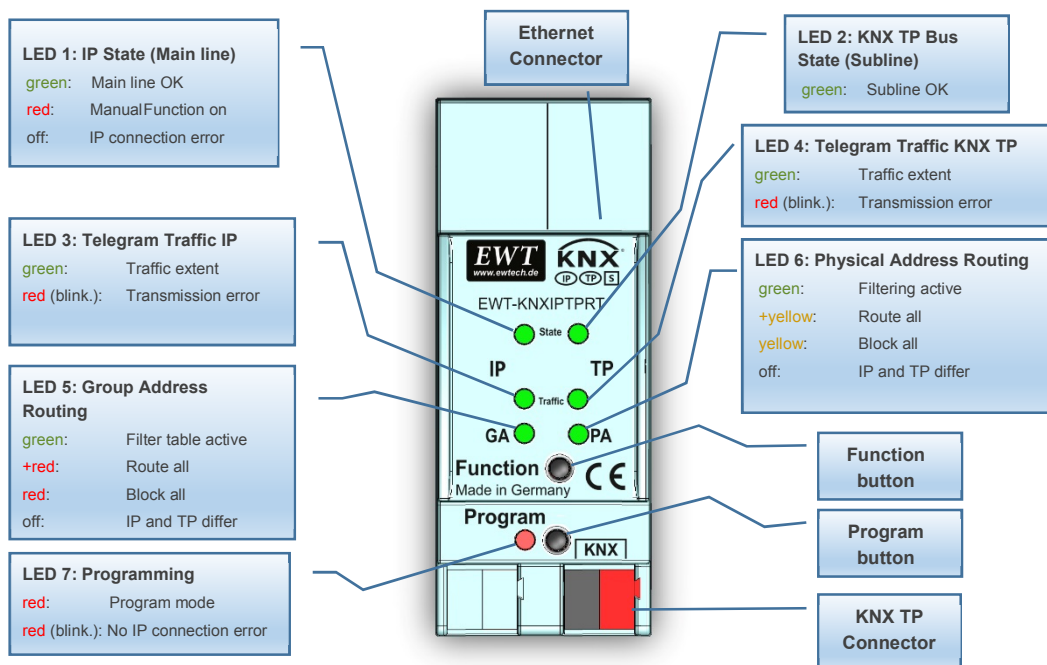 LED 1: IP State (Main line)
green: Main line OK
red: ManualFunction on
off: IP connection error
Ethernet
Connector
LED 2: KNX TP Bus
State (Subline)
green: Subline OK
LED 4: Telegram Traffic KNX TP
green: Traffic extent
red (blink.): Transmission error
LED 3: Telegram Traffic IP
green: Traffic extent
red (blink.): Transmission error
LED 6: Physical Address Routing
green: Filtering active
+yellow: Route all
yellow: Block all
off: IP and TP differ
LED 5: Group Address
Routing
green: Filter table active
+red: Route all
red: Block all
off: IP and TP differ
LED 7: Programming
red: Program mode
red (blink.): No IP connection error
EWT
www.ewtech.de
KNX
IP TP S
EWT-KNXIPTPRT
State
IP TP
Traffic
GA PA
Function CE
Made in Germany
Program
KNX
Function
button
Program
button
KNX TP
Connector